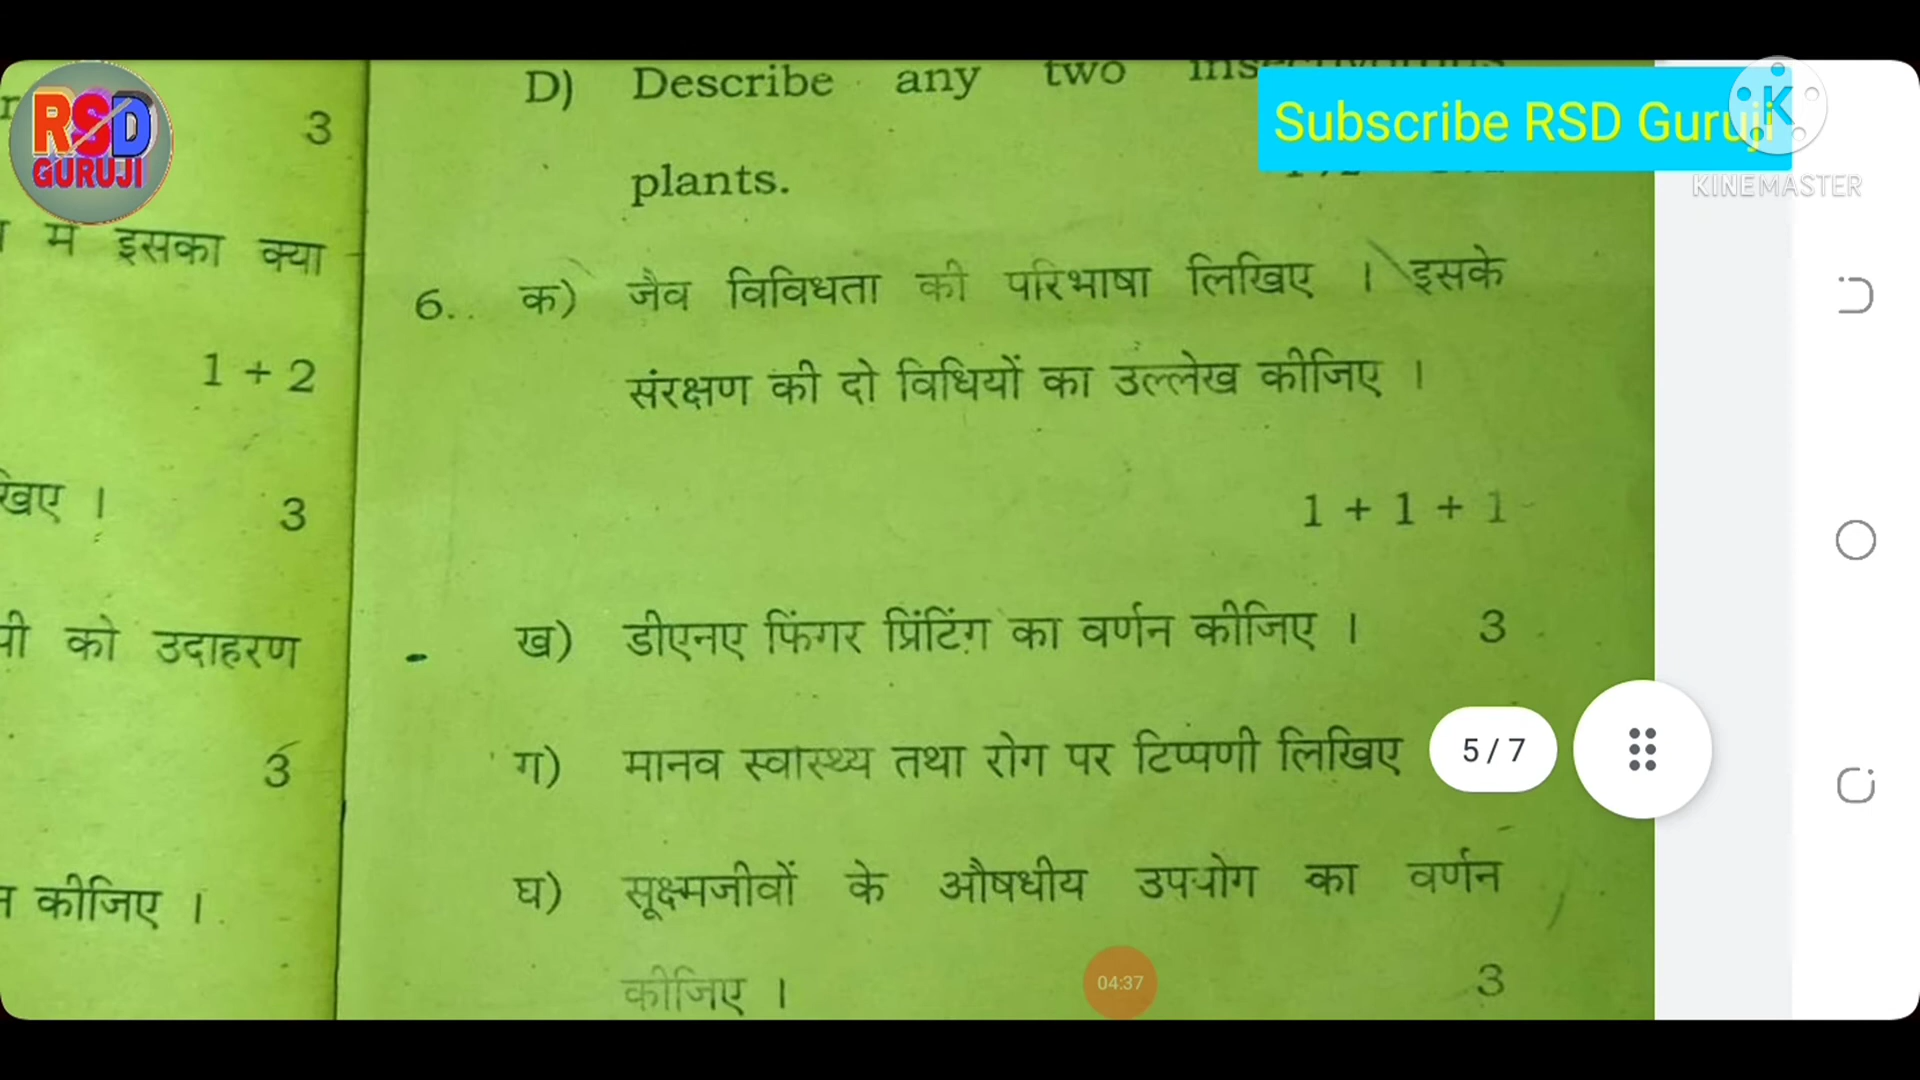 RSD
GURUJI
3
में इसका क्या
1 + 2
3
को उदाहरण
3
कीजिए ।
D) Describe any two
plants.
6. क) जैव विविधता की परिभाषा लिखिए । इसके
संरक्षण की दो विधियों का उल्लेख कीजिए ।
1 + 1 + 1
ख) डीएनए फिंगर प्रिंटिंग का वर्णन कीजिए । 3
ग) मानव स्वास्थ्य तथा रोग पर टिप्पणी लिखिए
घ) सूक्ष्मजीवों के औषधीय उपयोग का वर्णन
कीजिए । 3
Subscribe RSD Guruji
K
KINEMASTER
5 / 7
04:37